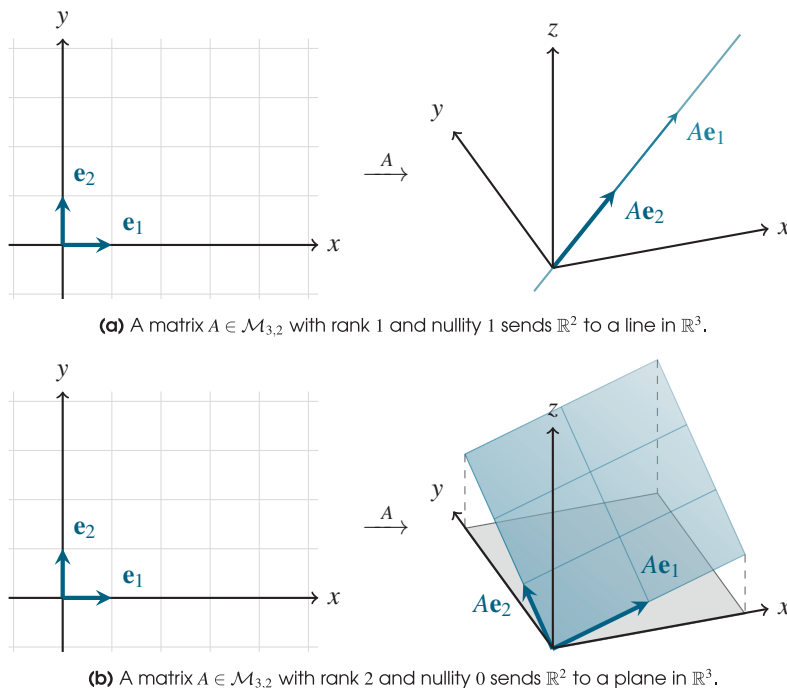 y
x
e₂
e₁
A
z
y
x
Ae₁
Ae₂
(a) A matrix A ∈ ℳ₃,₂ with rank 1 and nullity 1 sends ℝ² to a line in ℝ³.
y
x
e₂
e₁
A
z
y
x
Ae₁
Ae₂
(b) A matrix A ∈ ℳ₃,₂ with rank 2 and nullity 0 sends ℝ² to a plane in ℝ³.